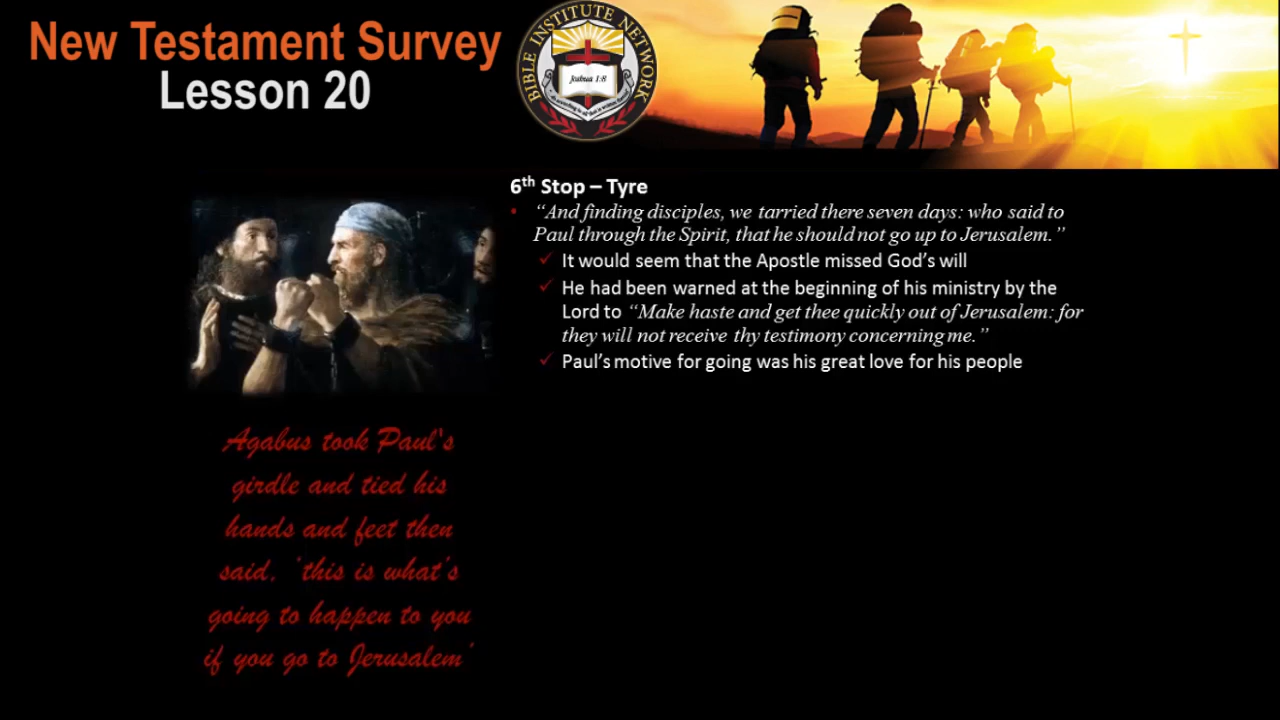 New Testament Survey
Lesson 20
BIBLE INSTITUTE NETWORK
Joshua 1:8
6th Stop – Tyre
• “And finding disciples, we tarried there seven days: who said to
Paul through the Spirit, that he should not go up to Jerusalem.”
✓ It would seem that the Apostle missed God’s will
✓ He had been warned at the beginning of his ministry by the
Lord to “Make haste and get thee quickly out of Jerusalem: for
they will not receive thy testimony concerning me.”
✓ Paul’s motive for going was his great love for his people
Agabus took Paul's
girdle and tied his
hands and feet then
said, 'this is what's
going to happen to you
if you go to Jerusalem'